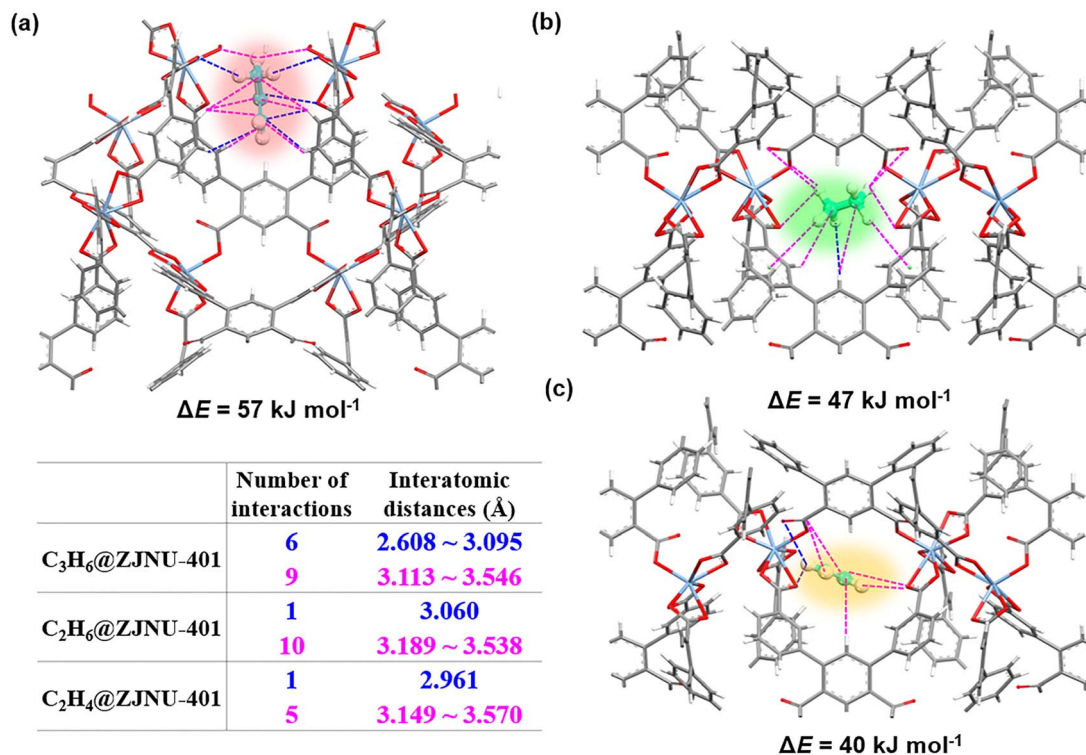 (a)
ΔE = 57 kJ mol⁻¹
(b)
ΔE = 47 kJ mol⁻¹
(c)
ΔE = 40 kJ mol⁻¹
Number of interactions Interatomic distances (Å)
C₃H₆@ZJNU-401 6 2.608 ~ 3.095
9 3.113 ~ 3.546
C₂H₆@ZJNU-401 1 3.060
10 3.189 ~ 3.538
C₂H₄@ZJNU-401 1 2.961
5 3.149 ~ 3.570